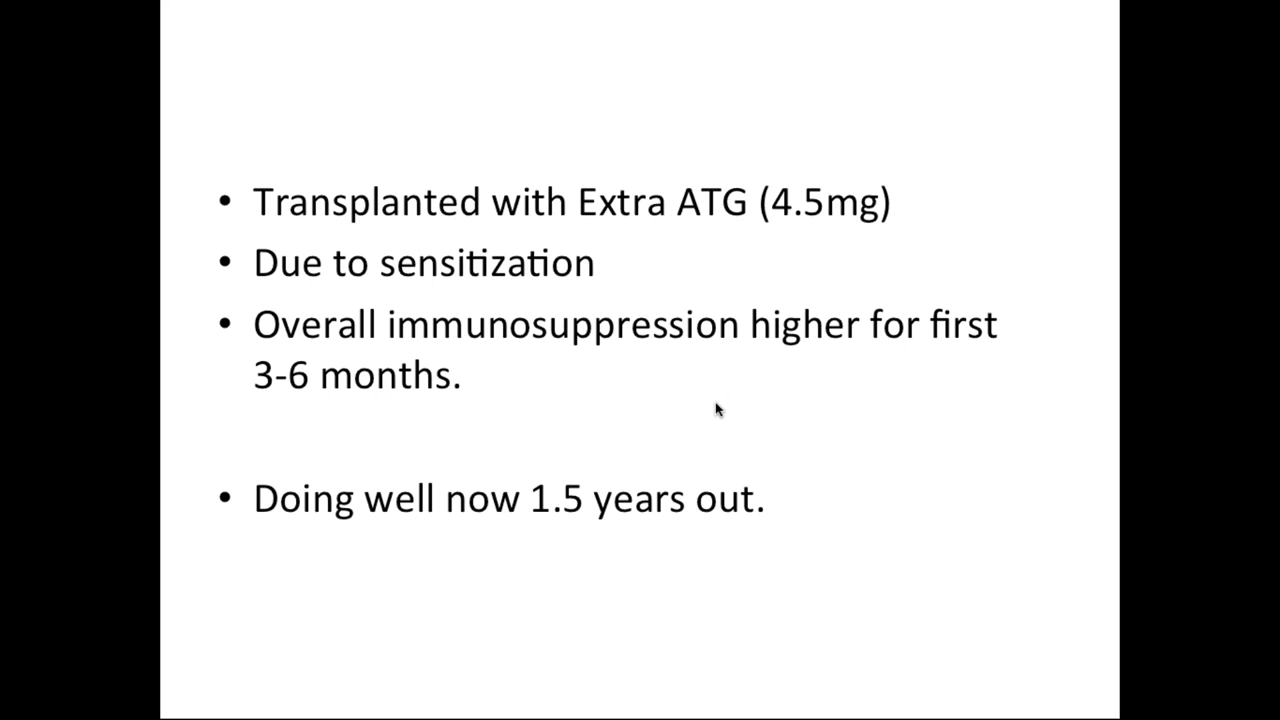 • Transplanted with Extra ATG (4.5mg)
• Due to sensitization
• Overall immunosuppression higher for first
3-6 months.
• Doing well now 1.5 years out.